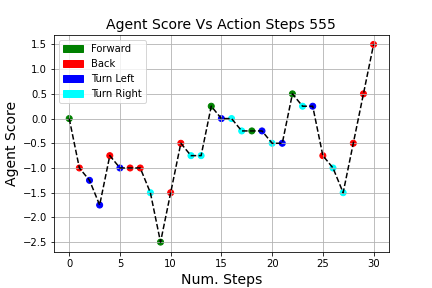 Agent Score Vs Action Steps 555
1.5
1.0
0.5
0.0
−0.5
−1.0
−1.5
−2.0
−2.5
Agent Score
Forward
Back
Turn Left
Turn Right
0 5 10 15 20 25 30
Num. Steps